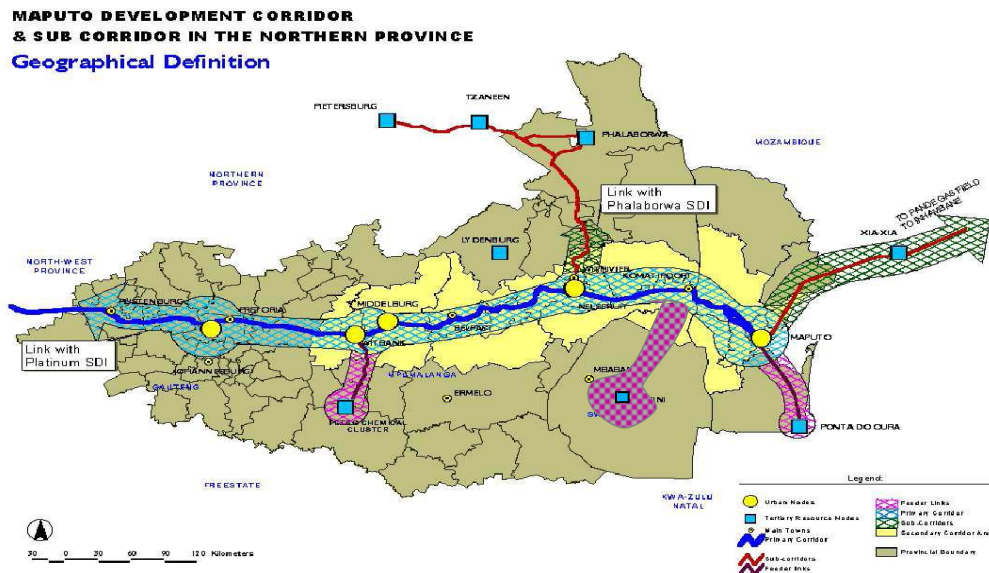 MAPUTO DEVELOPMENT CORRIDOR
& SUB CORRIDOR IN THE NORTHERN PROVINCE
Geographical Definition
PIETERSBURG
TZANEEN
PHALABORWA
MOZAMBIQUE
NORTHERN
PROVINCE
Link with
Phalaborwa SDI
TO PANDE GAS FIELD
TO INHAMBANE
XIA-XIA
LYDENBURG
NORTH-WEST
PROVINCE
KOMATIPOORT
RUSTENBURG
PRETORIA
MIDDELBURG
BELFAST
NELSPRUIT
WITBANK
MAPUTO
Link with
Platinum SDI
JOHANNESBURG
GAUTENG
MPUMALANGA
ERMELO
CLUSTER
PONTA DO OURA
FREESTATE
KWA-ZULU
NATAL
Legend:
Urban Nodes
Tertiary Resource Nodes
Main Towns
Primary Corridor
Sub-corridors
Feeder links
Feeder Links
Primary Corridor
Sub-Corridors
Secondary Corridor Area
Provincial Boundary
30 0 30 60 90 120 Kilometers